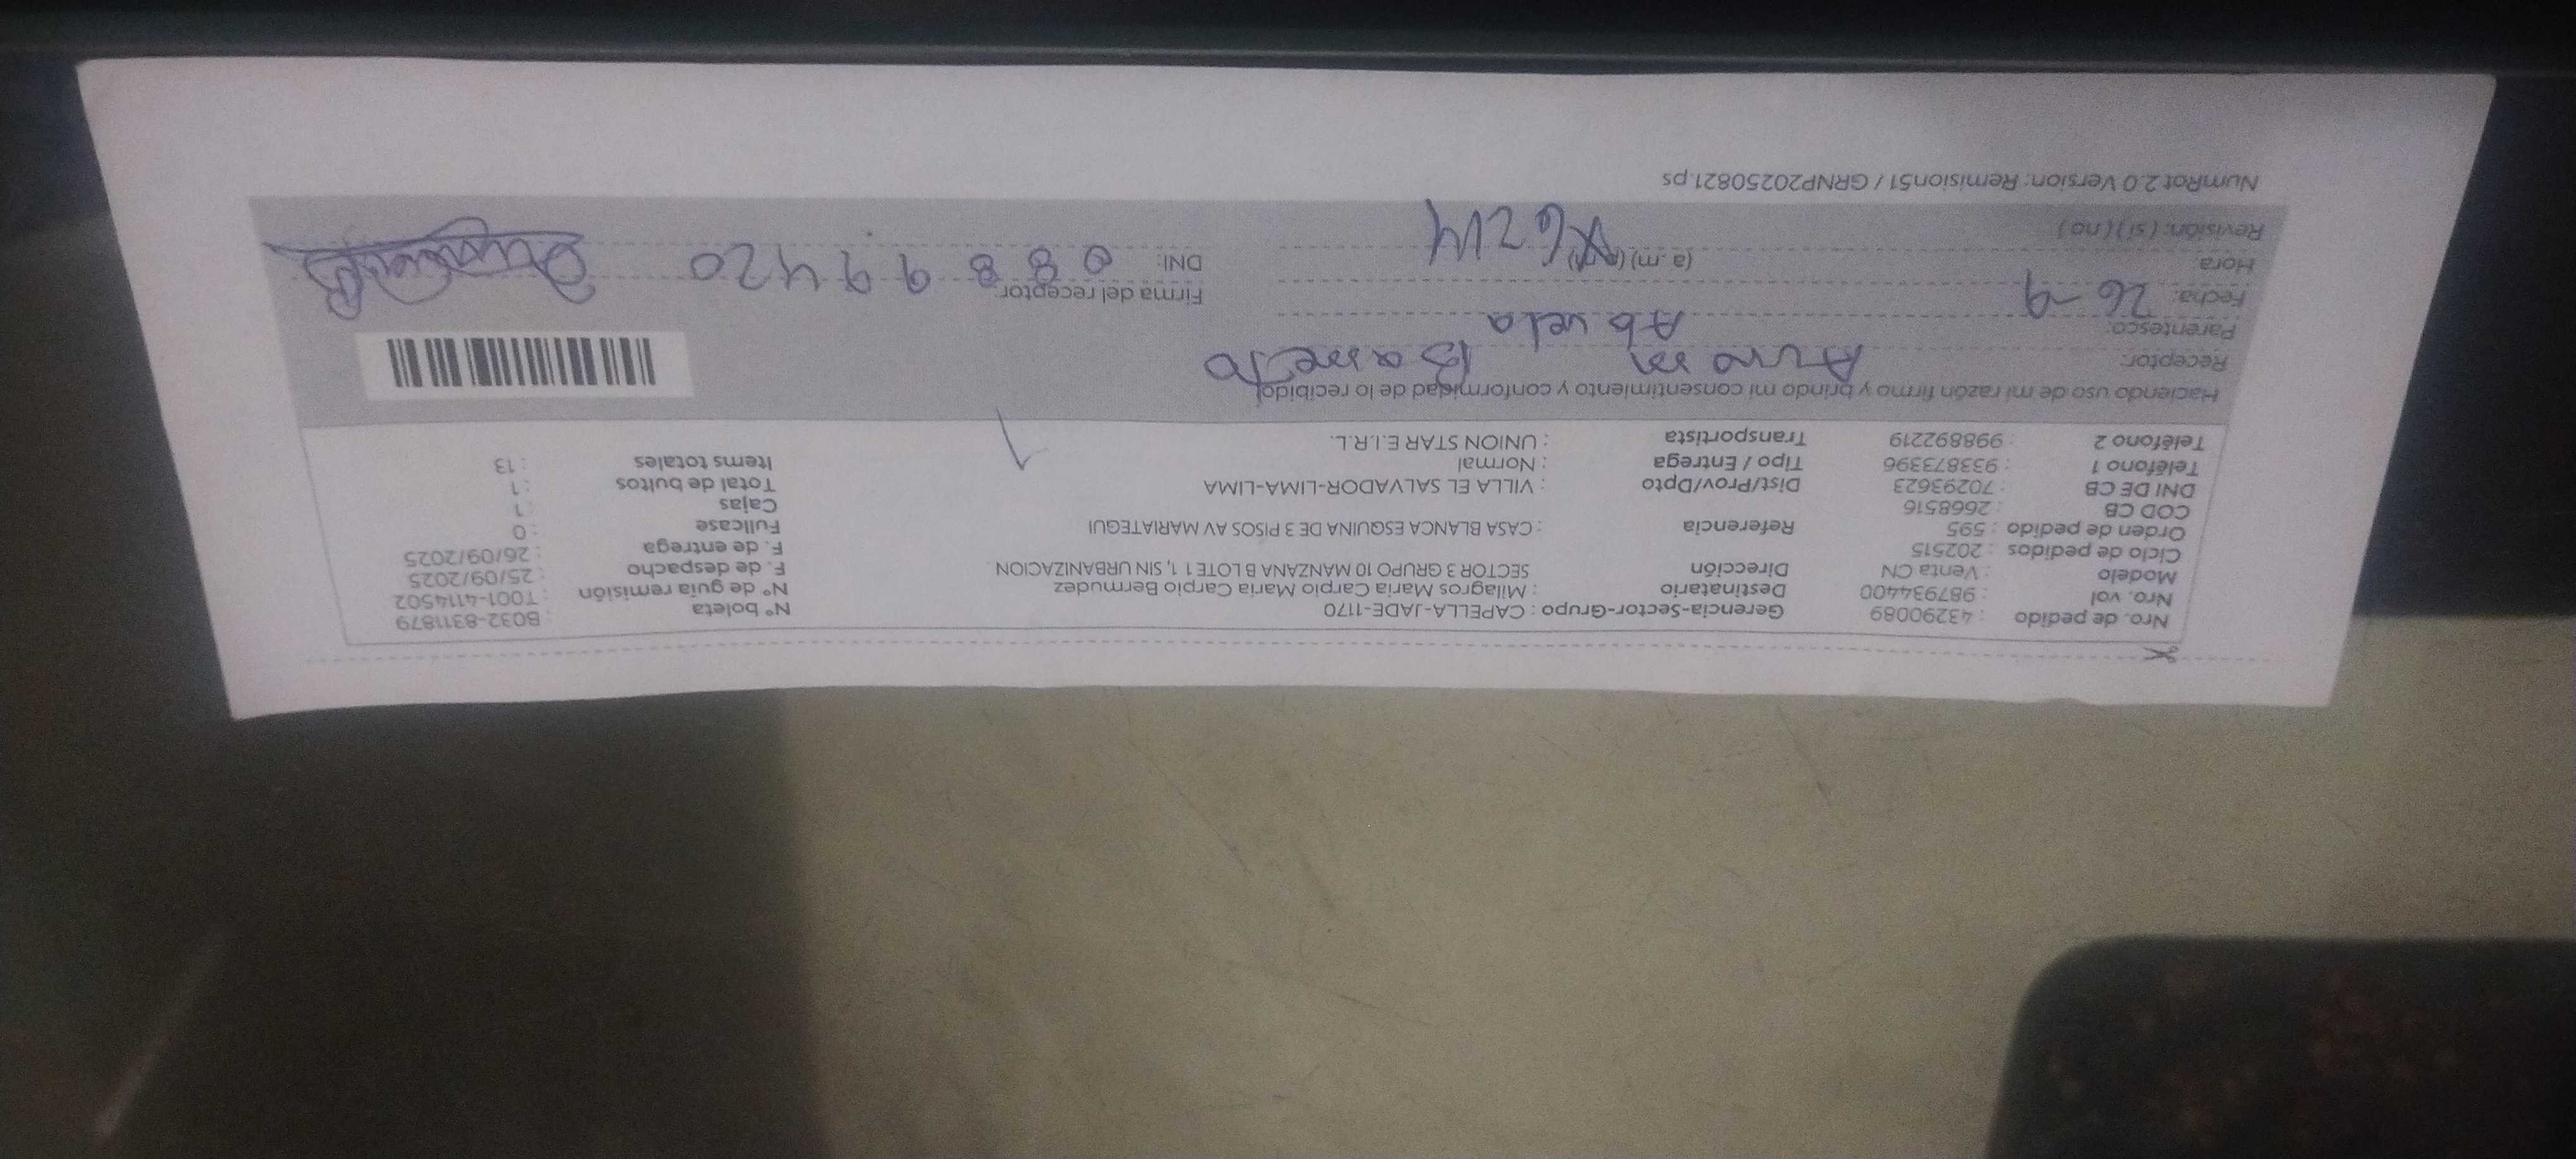 Nro. de pedido : 43290089 Gerencia-Sector-Grupo : CAPELLA-JADE-1170 N° boleta : B032-8311879
Nro. vol : 987934400 Destinatario : Milagros Maria Carpio Maria Carpio Bermudez N° de guia remisión : T001-4114502
Modelo : Venta CN Dirección SECTOR 3 GRUPO 10 MANZANA B LOTE 1 1, SIN URBANIZACION F. de despacho : 25/09/2025
Ciclo de pedidos : 202515 F. de entrega : 26/09/2025
Orden de pedido : 595 Referencia : CASA BLANCA ESQUINA DE 3 PISOS AV MARIATEGUI Fullcase : 0
COD CB : 2668516 Cajas : 1
DNI DE CB : 70293623 Dist/Prov/Dpto : VILLA EL SALVADOR-LIMA-LIMA Total de bultos : 1
Teléfono 1 : 933873396 Tipo / Entrega : Normal Items totales : 13
Teléfono 2 : 998892219 Transportista : UNION STAR E.I.R.L.
1
Haciendo uso de mi razón firmo y brindo mi consentimiento y conformidad de lo recibido
Receptor:
Parentesco: Abuela
Fecha: 26-9 Firma del receptor:
Hora: (a.m) (p.m) DNI: 08899420
Revisión: (si) (no)
NumRot 2.0 Version: Remision51 / GRNP20250821.ps